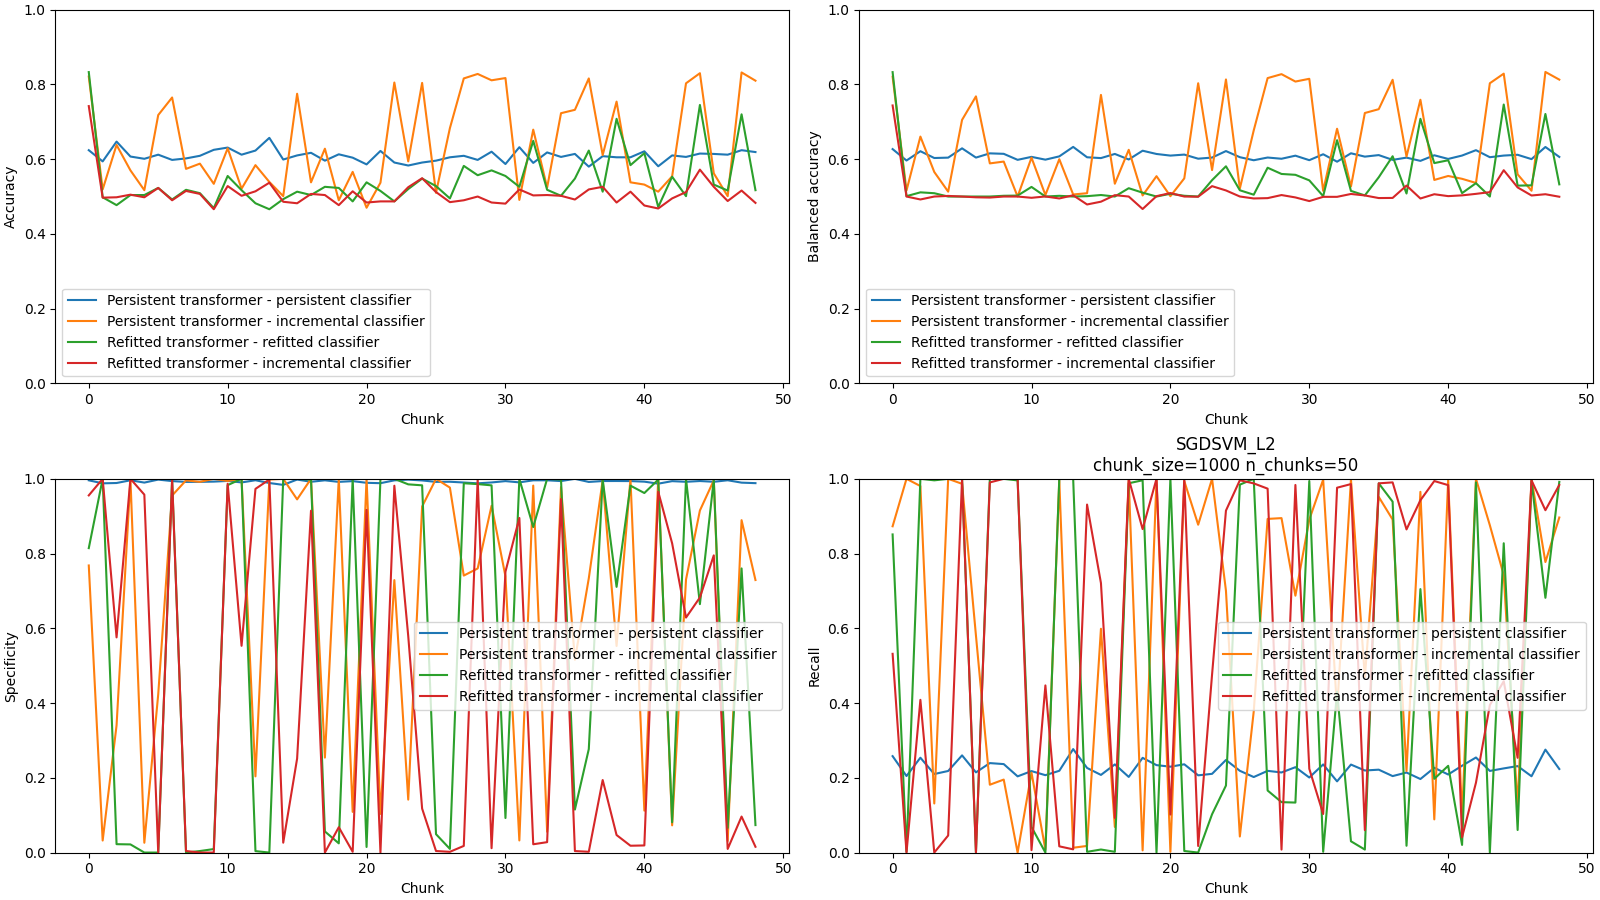 1.0
0.8
0.6
0.4
0.2
0.0
Accuracy
Persistent transformer - persistent classifier
Persistent transformer - incremental classifier
Refitted transformer - refitted classifier
Refitted transformer - incremental classifier
0 10 20 30 40 50
Chunk
1.0
0.8
0.6
0.4
0.2
0.0
Balanced accuracy
Persistent transformer - persistent classifier
Persistent transformer - incremental classifier
Refitted transformer - refitted classifier
Refitted transformer - incremental classifier
0 10 20 30 40 50
Chunk
1.0
0.8
0.6
0.4
0.2
0.0
Specificity
Persistent transformer - persistent classifier
Persistent transformer - incremental classifier
Refitted transformer - refitted classifier
Refitted transformer - incremental classifier
0 10 20 30 40 50
Chunk
SGDSVM_L2
chunk_size=1000 n_chunks=50
1.0
0.8
0.6
0.4
0.2
0.0
Recall
Persistent transformer - persistent classifier
Persistent transformer - incremental classifier
Refitted transformer - refitted classifier
Refitted transformer - incremental classifier
0 10 20 30 40 50
Chunk